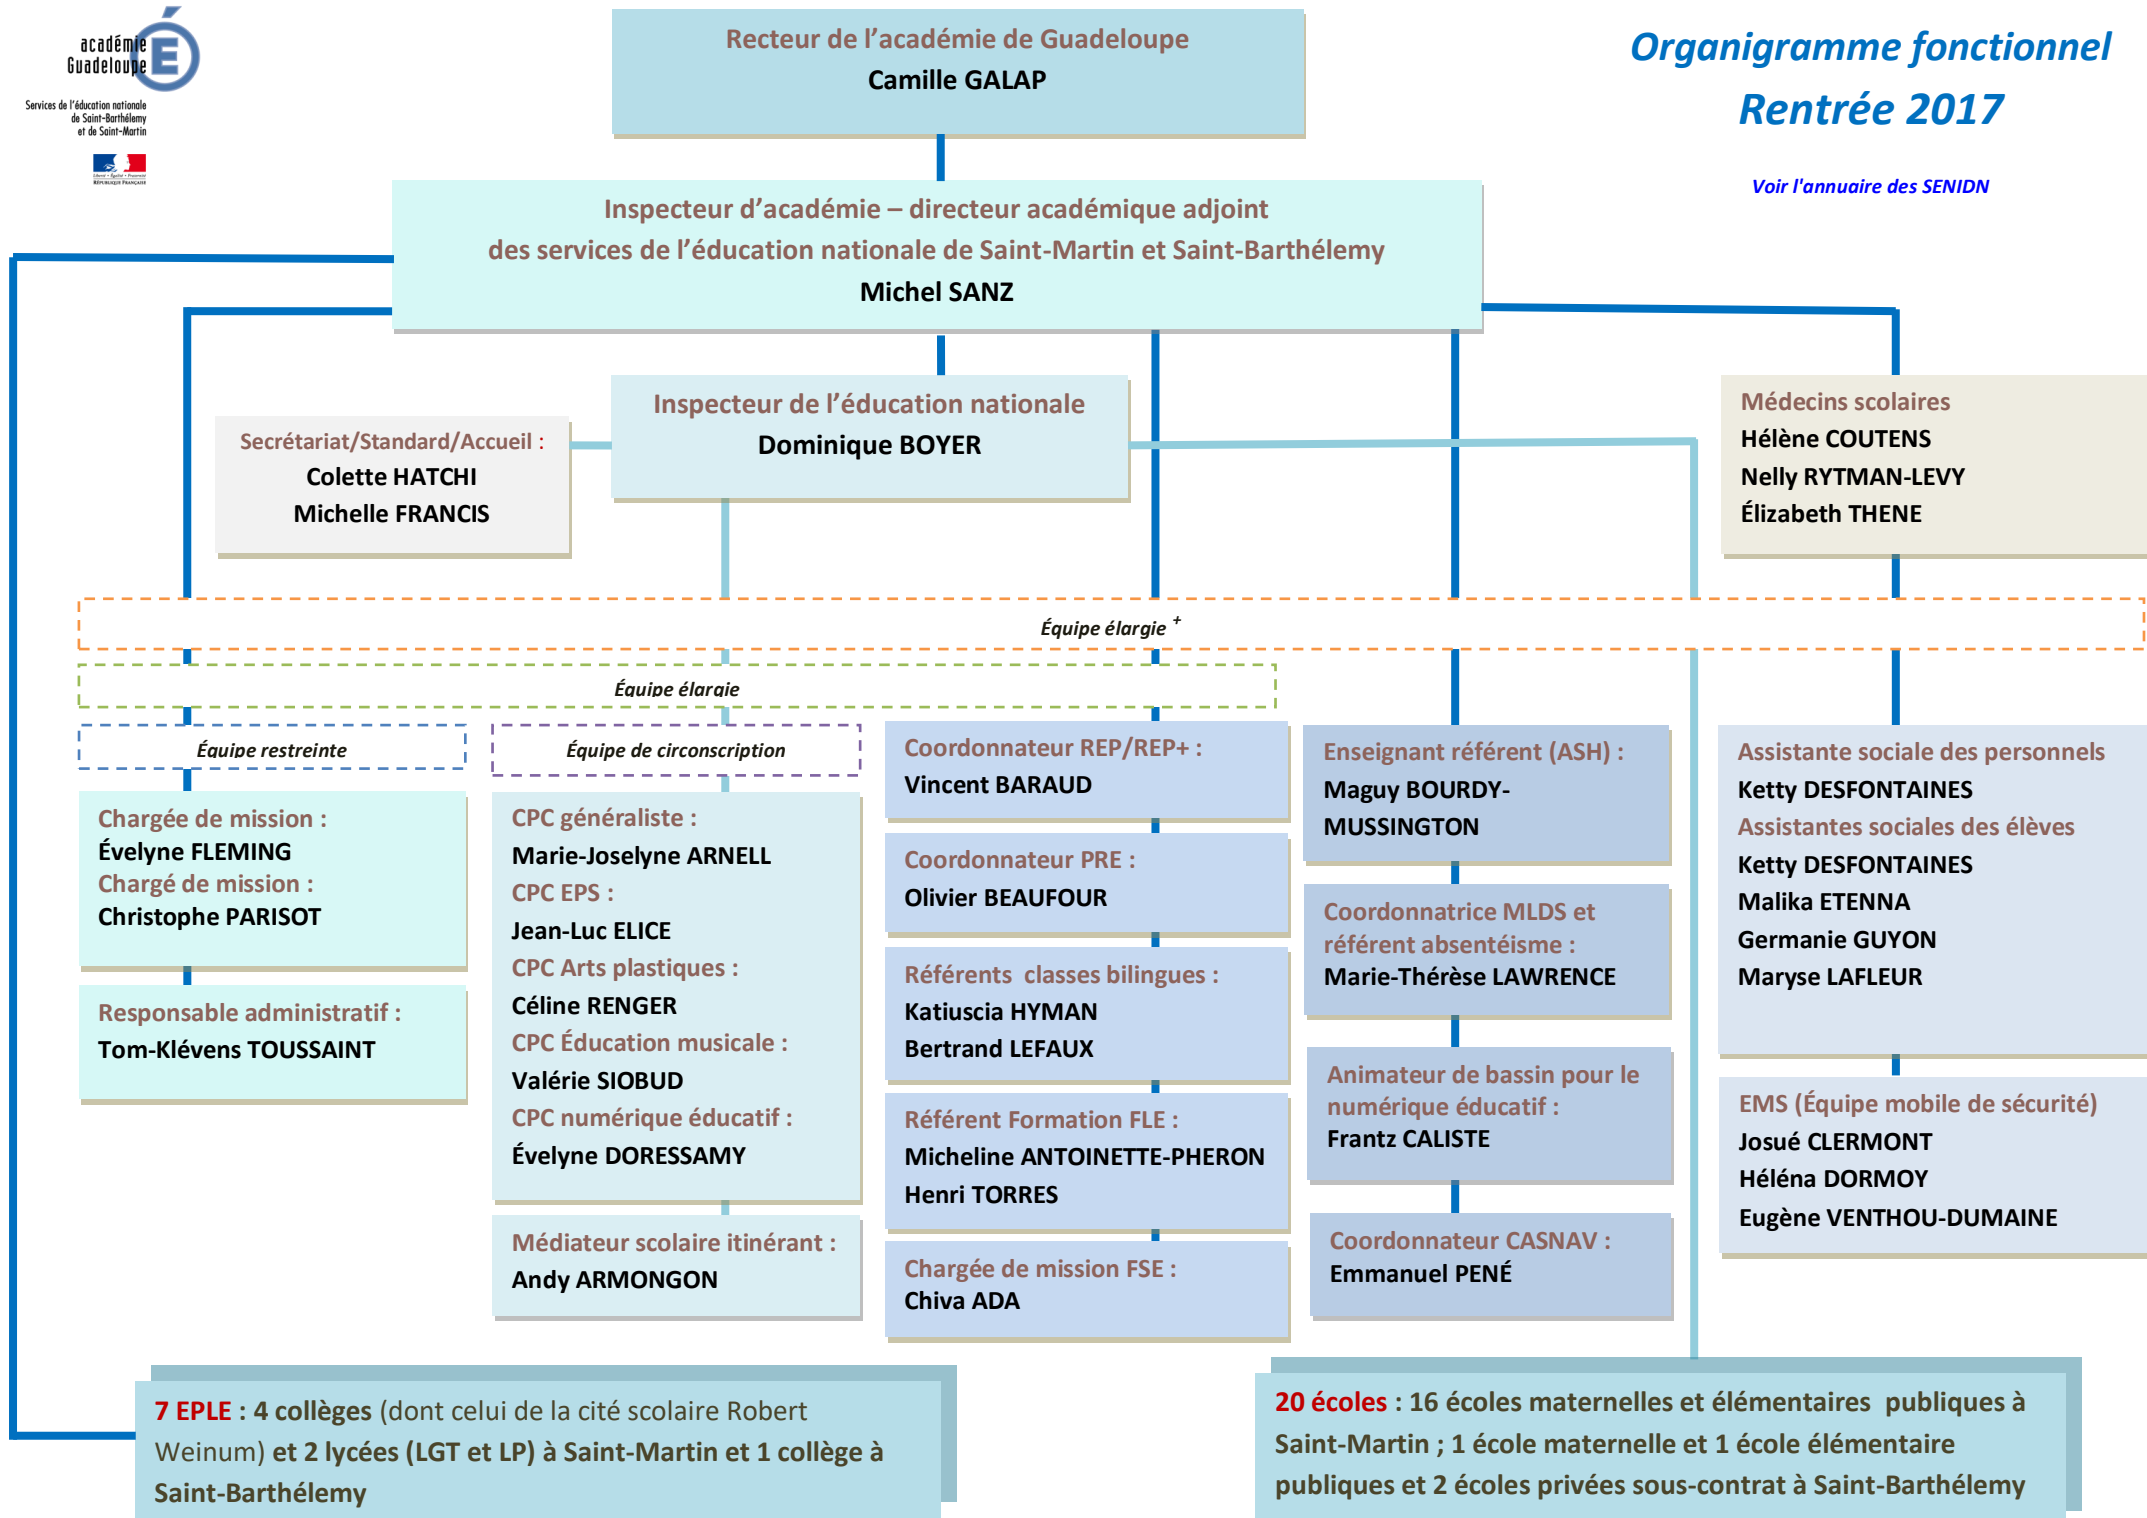 académie
Guadeloupe
Services de l'éducation nationale
de Saint-Barthélemy
et de Saint-Martin
Liberté • Égalité • Fraternité
RÉPUBLIQUE FRANÇAISE
Recteur de l'académie de Guadeloupe
Camille GALAP
Organigramme fonctionnel
Rentrée 2017
Voir l'annuaire des SENIDN
Inspecteur d'académie – directeur académique adjoint
des services de l'éducation nationale de Saint-Martin et Saint-Barthélemy
Michel SANZ
Inspecteur de l'éducation nationale
Dominique BOYER
Secrétariat/Standard/Accueil :
Colette HATCHI
Michelle FRANCIS
Médecins scolaires
Hélène COUTENS
Nelly RYTMAN-LEVY
Élizabeth THENE
Équipe élargie +
Équipe élargie
Équipe restreinte
Chargée de mission :
Évelyne FLEMING
Chargé de mission :
Christophe PARISOT
Responsable administratif :
Tom-Klévens TOUSSAINT
Équipe de circonscription
CPC généraliste :
Marie-Joselyne ARNELL
CPC EPS :
Jean-Luc ELICE
CPC Arts plastiques :
Céline RENGER
CPC Éducation musicale :
Valérie SIOBUD
CPC numérique éducatif :
Évelyne DORESSAMY
Médiateur scolaire itinérant :
Andy ARMONGON
Coordonnateur REP/REP+ :
Vincent BARAUD
Coordonnateur PRE :
Olivier BEAUFOUR
Référents  classes bilingues :
Katiuscia HYMAN
Bertrand LEFAUX
Référent Formation FLE :
Micheline ANTOINETTE-PHERON
Henri TORRES
Chargée de mission FSE :
Chiva ADA
Enseignant référent (ASH) :
Maguy BOURDY-
MUSSINGTON
Coordonnatrice MLDS et
référent absentéisme :
Marie-Thérèse LAWRENCE
Animateur de bassin pour le
numérique éducatif :
Frantz CALISTE
Coordonnateur CASNAV :
Emmanuel PENÉ
Assistante sociale des personnels
Ketty DESFONTAINES
Assistantes sociales des élèves
Ketty DESFONTAINES
Malika ETENNA
Germanie GUYON
Maryse LAFLEUR
EMS (Équipe mobile de sécurité)
Josué CLERMONT
Héléna DORMOY
Eugène VENTHOU-DUMAINE
7 EPLE : 4 collèges (dont celui de la cité scolaire Robert
Weinum) et 2 lycées (LGT et LP) à Saint-Martin et 1 collège à
Saint-Barthélemy
20 écoles : 16 écoles maternelles et élémentaires  publiques à
Saint-Martin ; 1 école maternelle et 1 école élémentaire
publiques et 2 écoles privées sous-contrat à Saint-Barthélemy